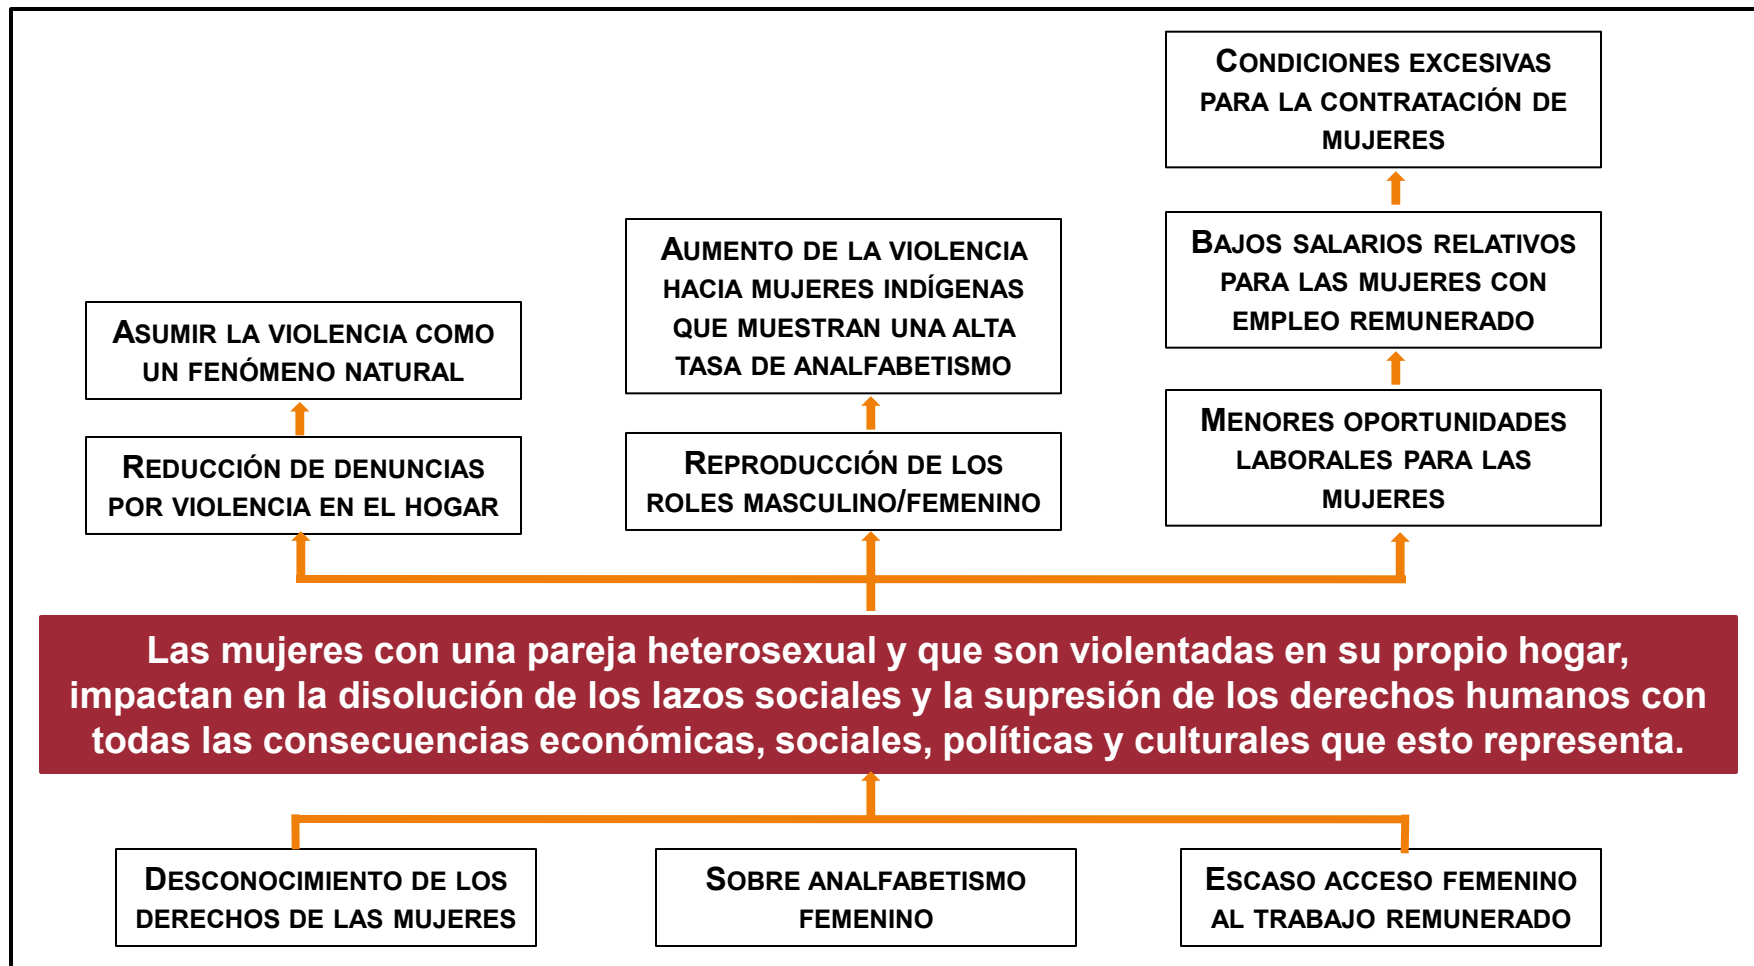 CONDICIONES EXCESIVAS
PARA LA CONTRATACIÓN DE
MUJERES
BAJOS SALARIOS RELATIVOS
PARA LAS MUJERES CON
EMPLEO REMUNERADO
AUMENTO DE LA VIOLENCIA
HACIA MUJERES INDÍGENAS
QUE MUESTRAN UNA ALTA
TASA DE ANALFABETISMO
ASUMIR LA VIOLENCIA COMO
UN FENÓMENO NATURAL
MENORES OPORTUNIDADES
LABORALES PARA LAS
MUJERES
REDUCCIÓN DE DENUNCIAS
POR VIOLENCIA EN EL HOGAR
REPRODUCCIÓN DE LOS
ROLES MASCULINO/FEMENINO
Las mujeres con una pareja heterosexual y que son violentadas en su propio hogar,
impactan en la disolución de los lazos sociales y la supresión de los derechos humanos con
todas las consecuencias económicas, sociales, políticas y culturales que esto representa.
DESCONOCIMIENTO DE LOS
DERECHOS DE LAS MUJERES
SOBRE ANALFABETISMO
FEMENINO
ESCASO ACCESO FEMENINO
AL TRABAJO REMUNERADO